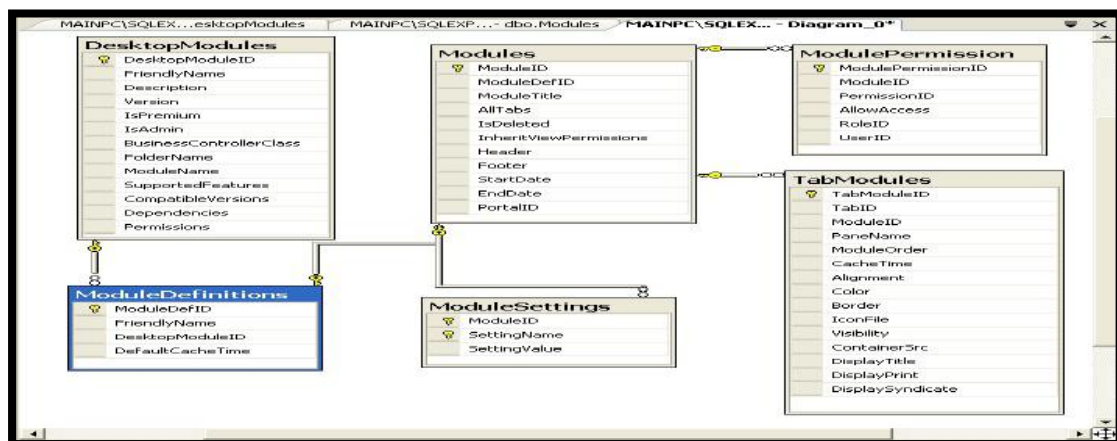 MAINPC\SQLEX...esktopModules
MAINPC\SQLEXP...- dbo.Modules
MAINPC\SQLEX... - Diagram_0*
DesktopModules
DesktopModuleID
FriendlyName
Description
Version
IsPremium
IsAdmin
BusinessControllerClass
FolderName
ModuleName
SupportedFeatures
CompatibleVersions
Dependencies
Permissions
Modules
ModuleID
ModuleDefID
ModuleTitle
AllTabs
IsDeleted
InheritViewPermissions
Header
Footer
StartDate
EndDate
PortalID
ModulePermission
ModulePermissionID
ModuleID
PermissionID
AllowAccess
RoleID
UserID
TabModules
TabModuleID
TabID
ModuleID
PaneName
ModuleOrder
CacheTime
Alignment
Color
Border
IconFile
Visibility
ContainerSrc
DisplayTitle
DisplayPrint
DisplaySyndicate
ModuleDefinitions
ModuleDefID
FriendlyName
DesktopModuleID
DefaultCacheTime
ModuleSettings
ModuleID
SettingName
SettingValue